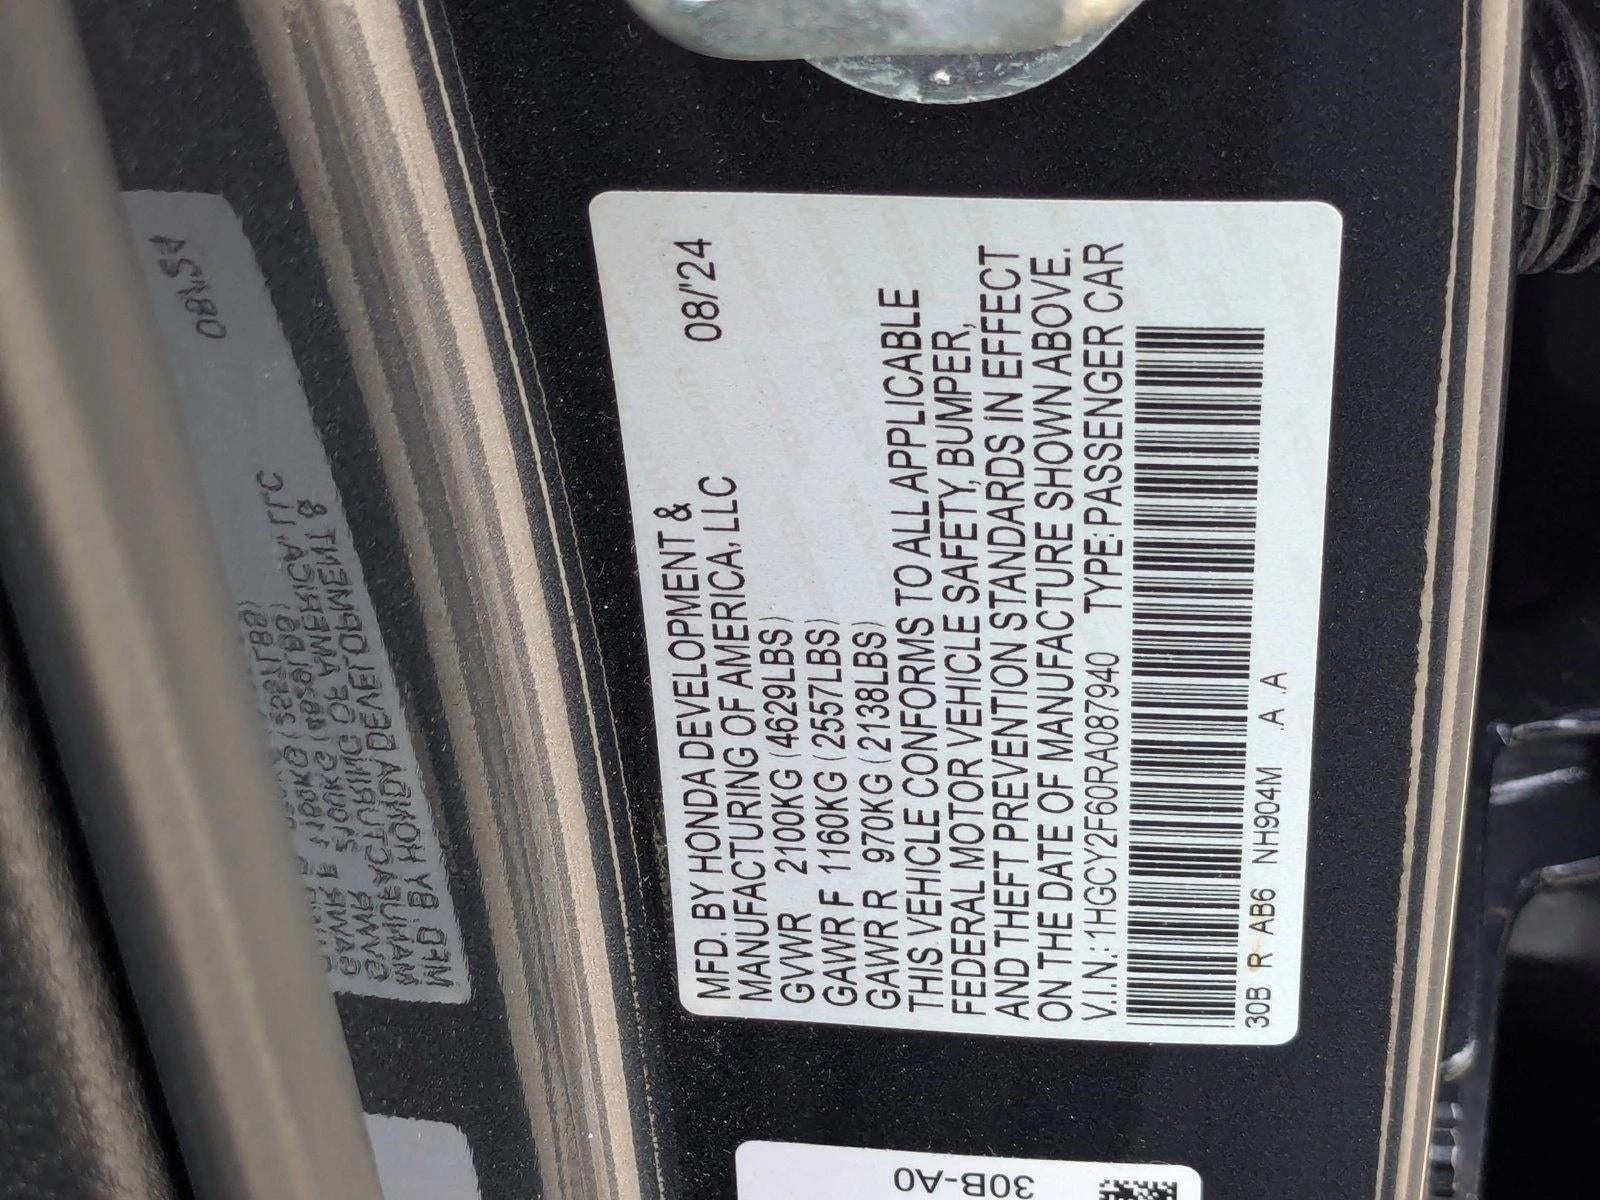 MFD. BY HONDA DEVELOPMENT &
MANUFACTURING OF AMERICA, LLC 08/'24
GVWR 2100KG (4629LBS)
GAWR F 1160KG (2557LBS)
GAWR R 970KG (2138LBS)
THIS VEHICLE CONFORMS TO ALL APPLICABLE
FEDERAL MOTOR VEHICLE SAFETY, BUMPER,
AND THEFT PREVENTION STANDARDS IN EFFECT
ON THE DATE OF MANUFACTURE SHOWN ABOVE.
V.I.N.: 1HGCY2F60RA087940 TYPE: PASSENGER CAR
30B R AB6 NH904M .A .A
30B-A0